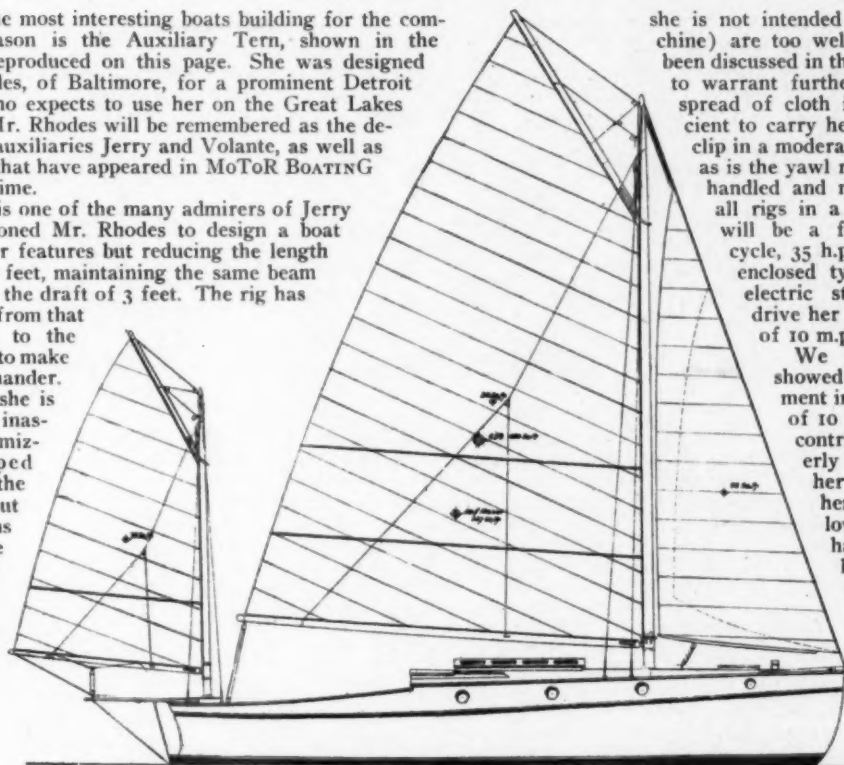 e most interesting boats building for the com-
ason is the Auxiliary Tern, shown in the
eproduced on this page. She was designed
des, of Baltimore, for a prominent Detroit
no expects to use her on the Great Lakes
Mr. Rhodes will be remembered as the de-
auxiliaries Jerry and Volante, as well as
that have appeared in MoToR BoatinG
ime.
is one of the many admirers of Jerry
oned Mr. Rhodes to design a boat
r features but reducing the length
feet, maintaining the same beam
the draft of 3 feet. The rig has
from that
to the
to make
hander.
she is
inas-
miz-
ped
the
ut
as
e
she is not intended
chine) are too well
been discussed in th
to warrant further
spread of cloth
cient to carry he
clip in a modera
as is the yawl
handled and
all rigs in a
will be a f
cycle, 35 h.p
enclosed ty
electric st
drive her
of 10 m.p
We
showed
ment in
of 10
contr
erly
her
he
lov
ha